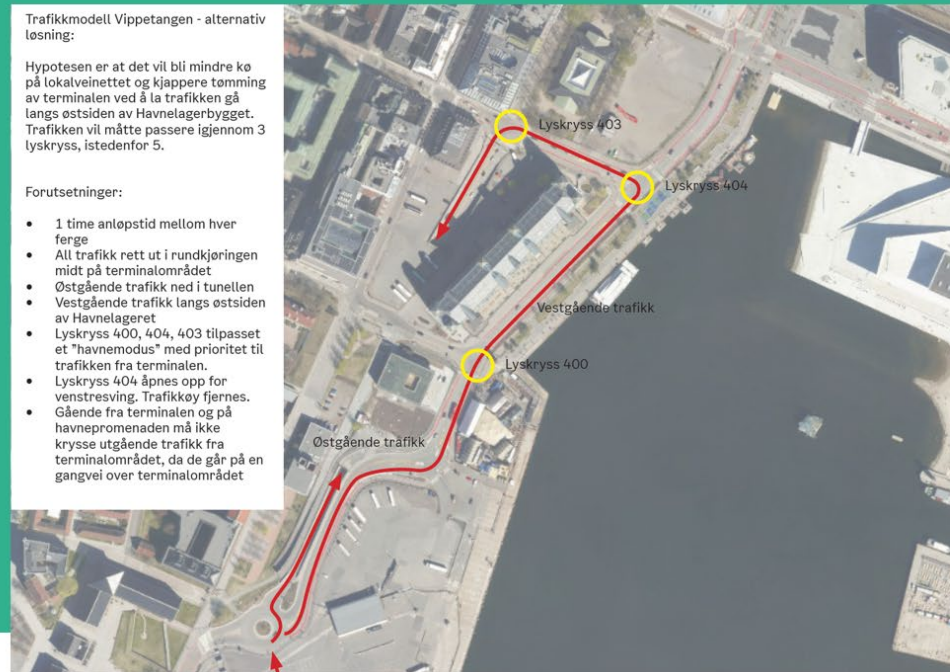 Trafikkmodell Vippetangen - alternativ
løsning:
Hypotesen er at det vil bli mindre kø
på lokalveinettet og kjappere tømming
av terminalen ved å la trafikken gå
langs østsiden av Havnelagerbygget.
Trafikken vil måtte passere igjennom 3
lyskryss, istedenfor 5.
Forutsetninger:
• 1 time anløpstid mellom hver
ferge
• All trafikk rett ut i rundkjøringen
midt på terminalområdet
• Østgående trafikk ned i tunellen
• Vestgående trafikk langs østsiden
av Havnelageret
• Lyskryss 400, 404, 403 tilpasset
et "havnemodus" med prioritet til
trafikken fra terminalen.
• Lyskryss 404 åpnes opp for
venstresving. Trafikkøy fjernes.
• Gående fra terminalen og på
havnepromenaden må ikke
krysse utgående trafikk fra
terminalområdet, da de går på en
gangvei over terminalområdet
Lyskryss 403
Lyskryss 404
Vestgående trafikk
Lyskryss 400
Østgående trafikk